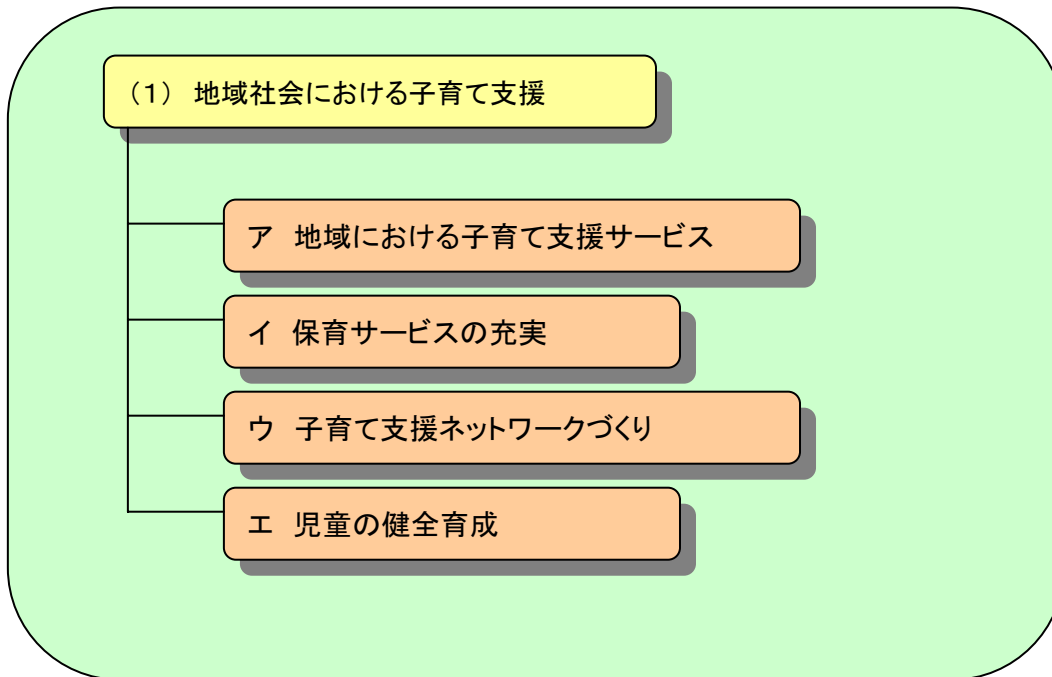 （１） 地域社会における子育て支援
ア 地域における子育て支援サービス
イ 保育サービスの充実
ウ 子育て支援ネットワークづくり
エ 児童の健全育成